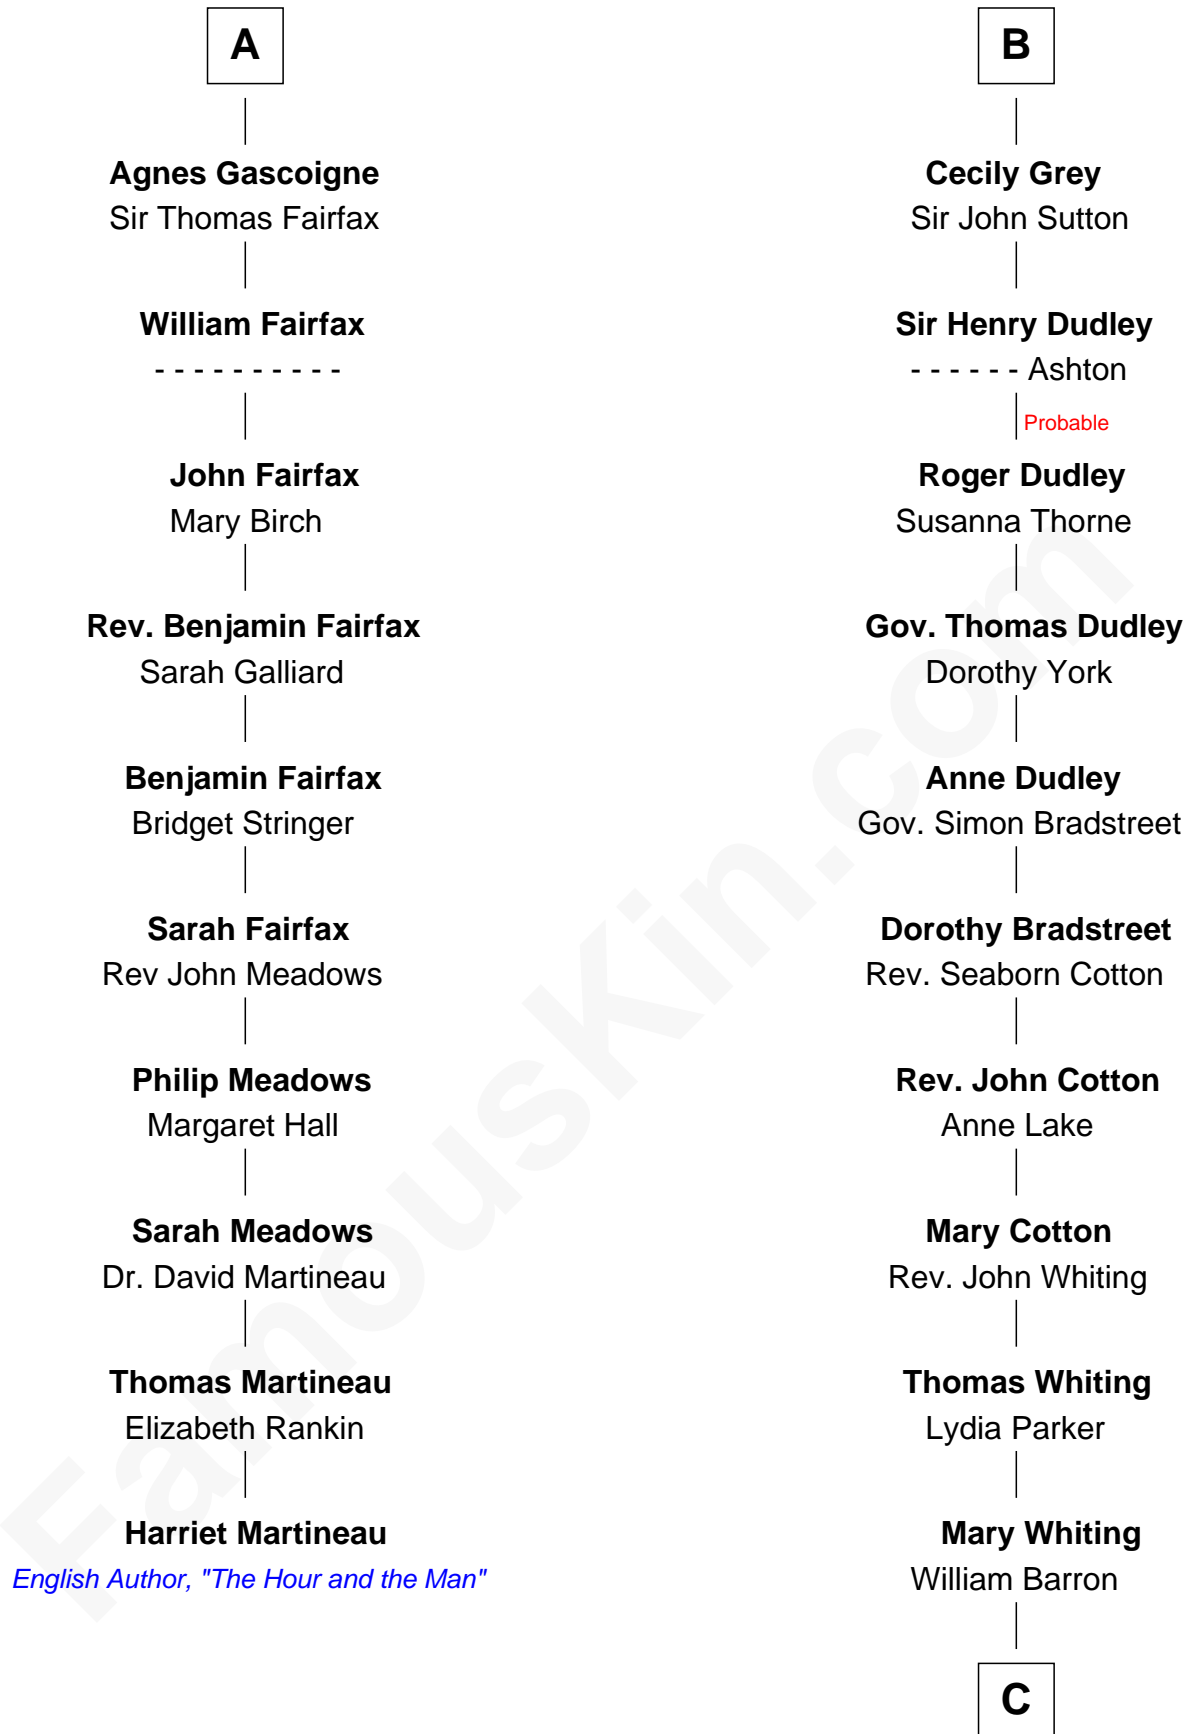 A
Agnes Gascoigne
Sir Thomas Fairfax
William Fairfax
- - - - - - - - - -
John Fairfax
Mary Birch
Rev. Benjamin Fairfax
Sarah Galliard
Benjamin Fairfax
Bridget Stringer
Sarah Fairfax
Rev John Meadows
Philip Meadows
Margaret Hall
Sarah Meadows
Dr. David Martineau
Thomas Martineau
Elizabeth Rankin
Harriet Martineau
English Author, "The Hour and the Man"
B
Cecily Grey
Sir John Sutton
Sir Henry Dudley
- - - - - - Ashton
Probable
Roger Dudley
Susanna Thorne
Gov. Thomas Dudley
Dorothy York
Anne Dudley
Gov. Simon Bradstreet
Dorothy Bradstreet
Rev. Seaborn Cotton
Rev. John Cotton
Anne Lake
Mary Cotton
Rev. John Whiting
Thomas Whiting
Lydia Parker
Mary Whiting
William Barron
C
FamousKin.com